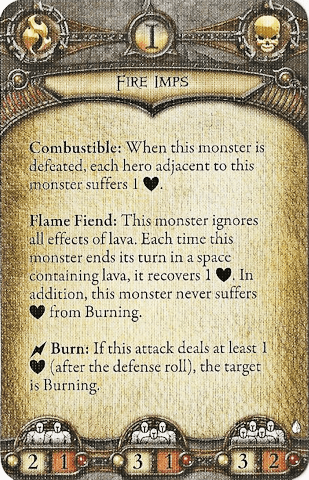 I
FIRE IMPS
Combustible: When this monster is
defeated, each hero adjacent to this
monster suffers 1 ♥.
Flame Fiend: This monster ignores
all effects of lava. Each time this
monster ends its turn in a space
containing lava, it recovers 1 ♥. In
addition, this monster never suffers
♥ from Burning.
Burn: If this attack deals at least 1
♥ (after the defense roll), the target
is Burning.
2 1 3 1 3 2